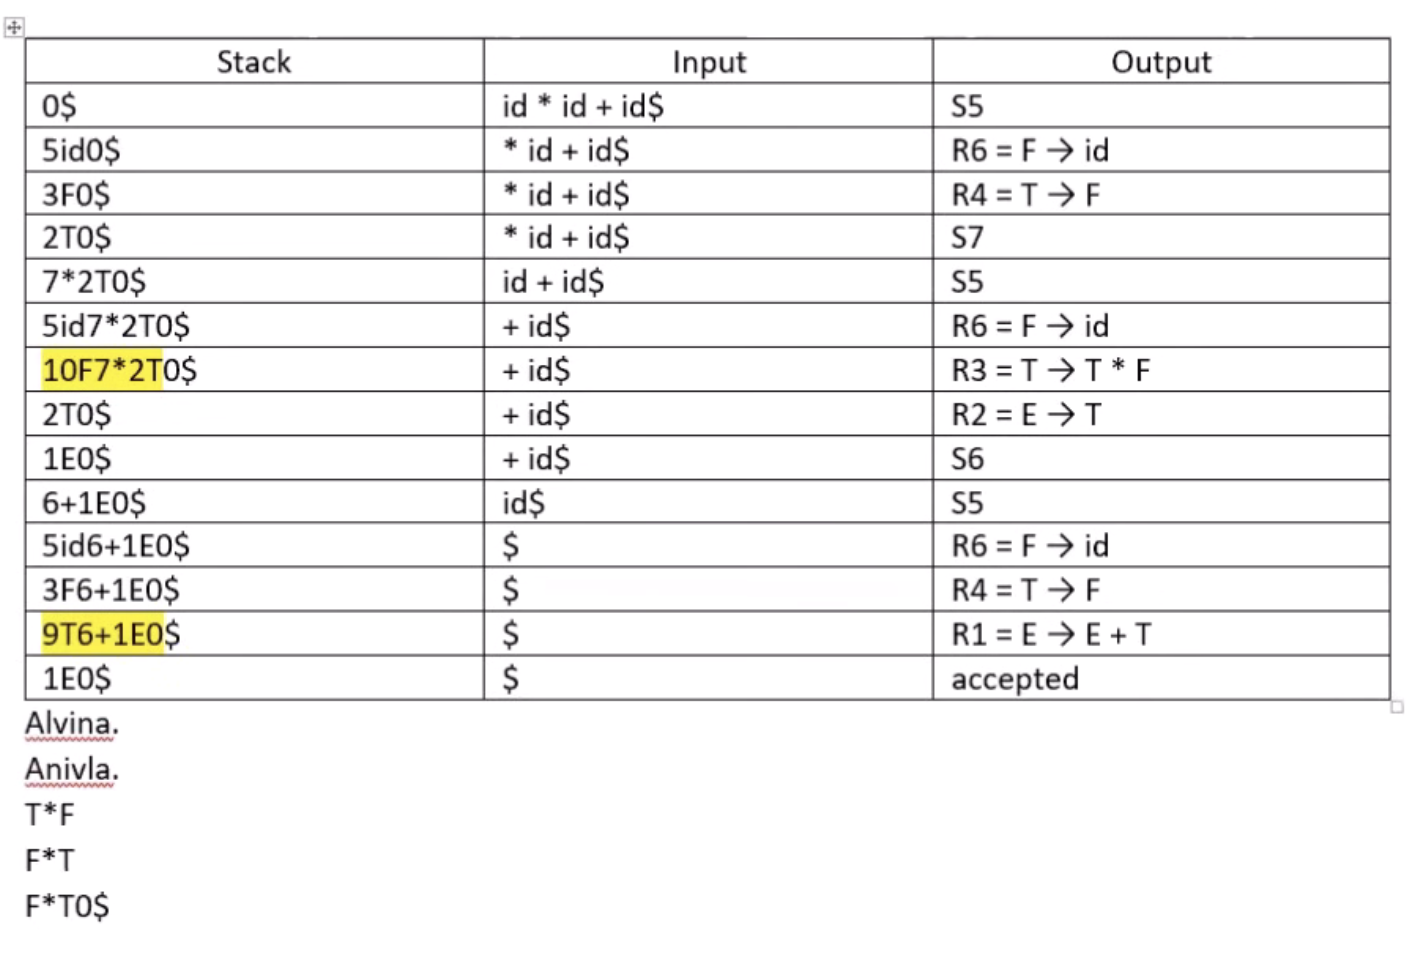 Stack Input Output
0$ id * id + id$ S5
5id0$ * id + id$ R6 = F → id
3F0$ * id + id$ R4 = T → F
2T0$ * id + id$ S7
7*2T0$ id + id$ S5
5id7*2T0$ + id$ R6 = F → id
10F7*2T0$ + id$ R3 = T → T * F
2T0$ + id$ R2 = E → T
1E0$ + id$ S6
6+1E0$ id$ S5
5id6+1E0$ $ R6 = F → id
3F6+1E0$ $ R4 = T → F
9T6+1E0$ $ R1 = E → E + T
1E0$ $ accepted
Alvina.
Anivla.
T*F
F*T
F*T0$